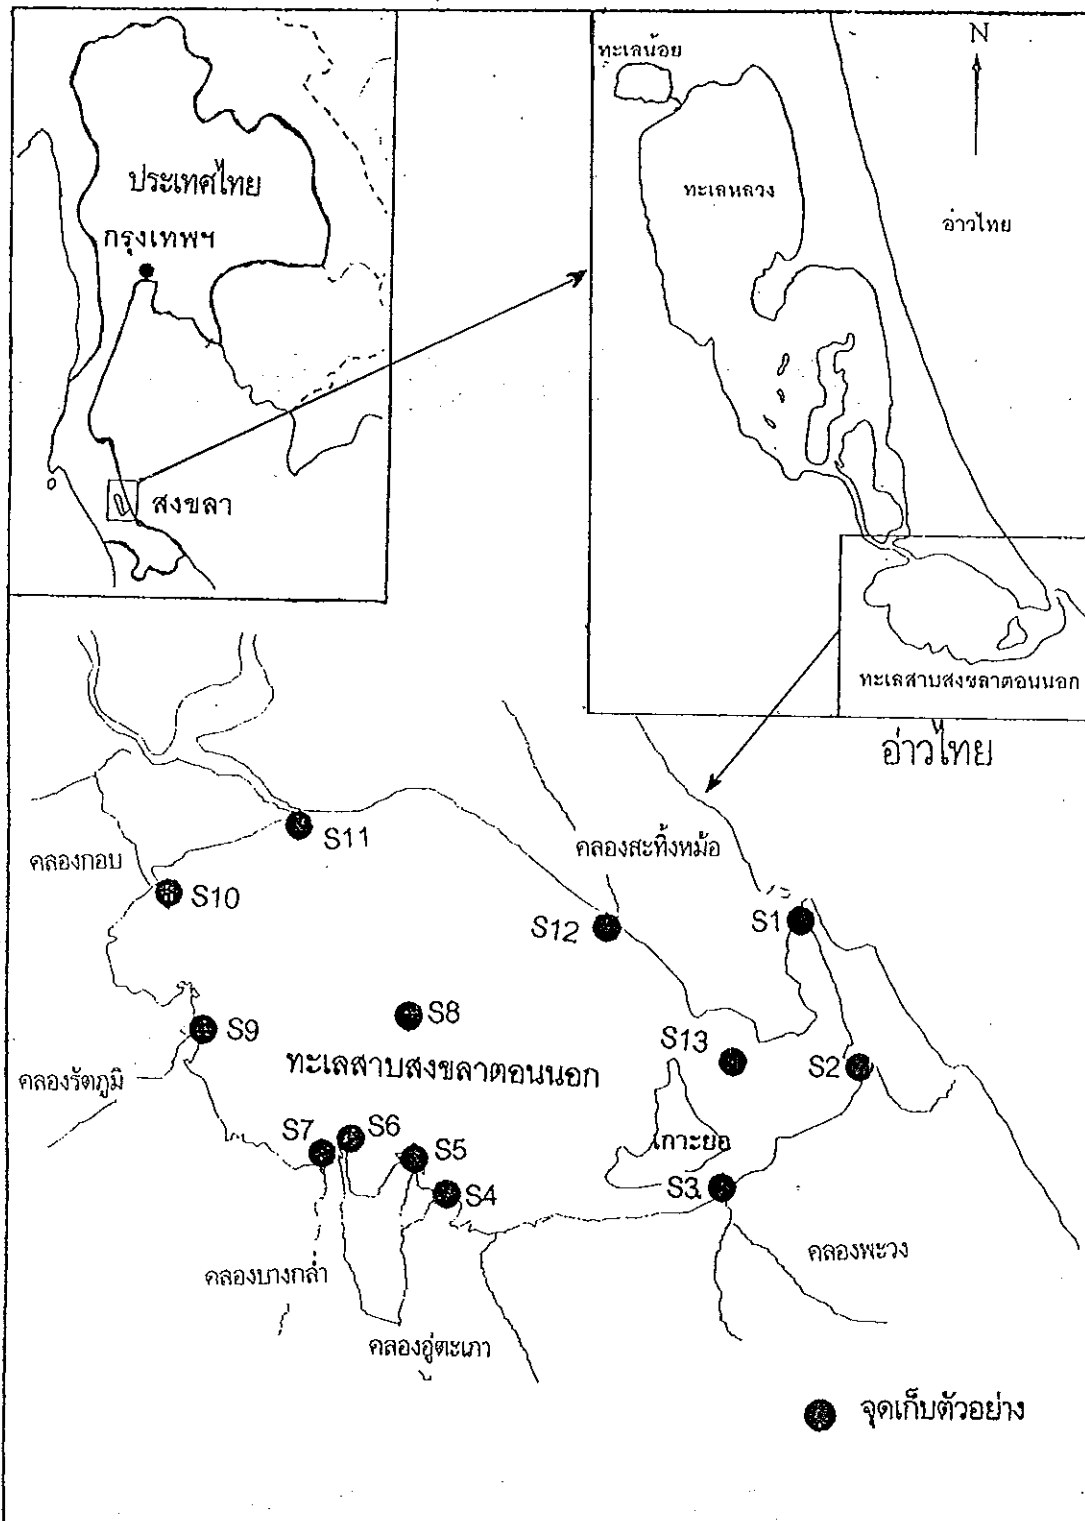 ประเทศไทย
กรุงเทพฯ
สงขลา
ทะเลน้อย
N
ทะเลหลวง
อ่าวไทย
ทะเลสาบสงขลาตอนนอก
อ่าวไทย
S11
คลองสะทิ้งหม้อ
คลองกอบ
S10
S12
S1
S8
S9
S13
S2
ทะเลสาบสงขลาตอนนอก
คลองรัตภูมิ
S7
S6
S5
เกาะยอ
S4
S3
คลองพะวง
คลองบางกล่ำ
คลองอู่ตะเภา
จุดเก็บตัวอย่าง